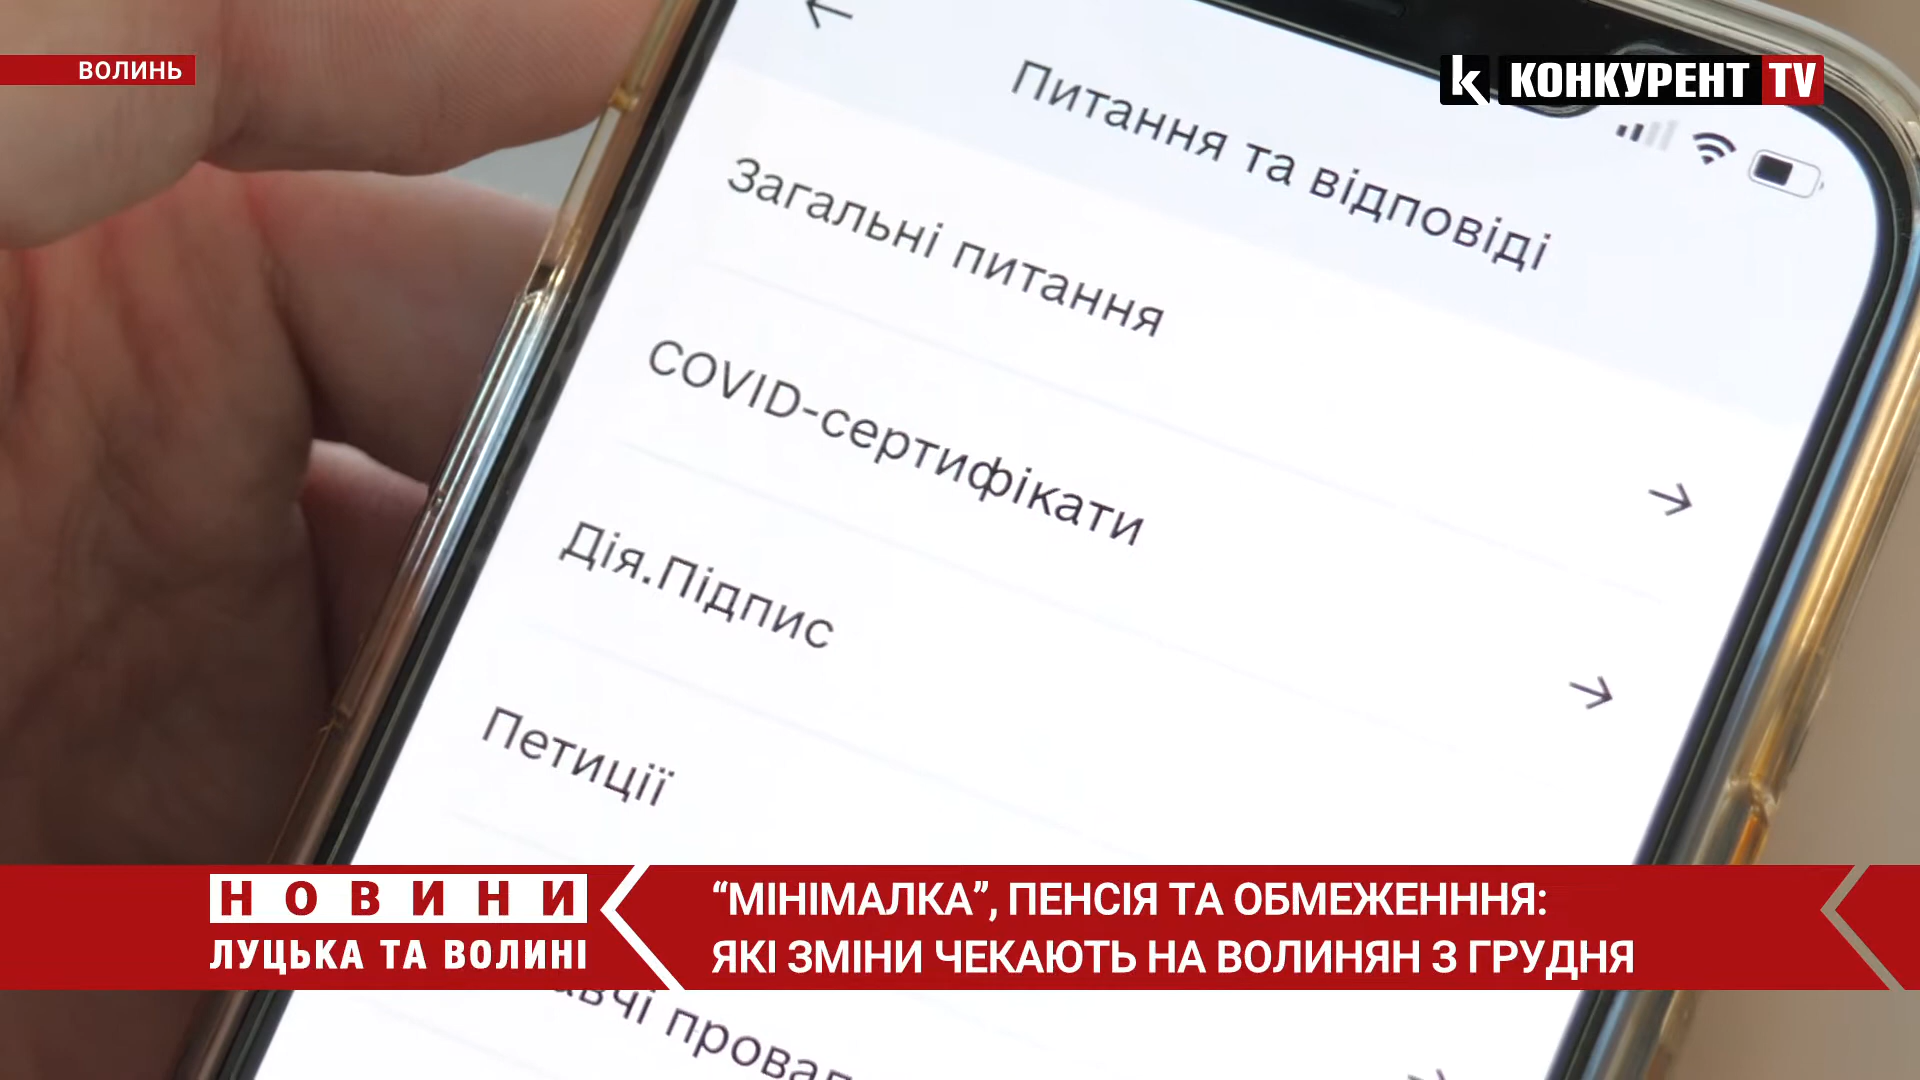 ВОЛИНЬ
КОНКУРЕНТ TV
Питання та відповіді
Загальні питання
COVID-сертифікати
Дія.Підпис
Петиції
НОВИНИ
ЛУЦЬКА ТА ВОЛИНІ
“МІНІМАЛКА”, ПЕНСІЯ ТА ОБМЕЖЕНННЯ:
ЯКІ ЗМІНИ ЧЕКАЮТЬ НА ВОЛИНЯН З ГРУДНЯ